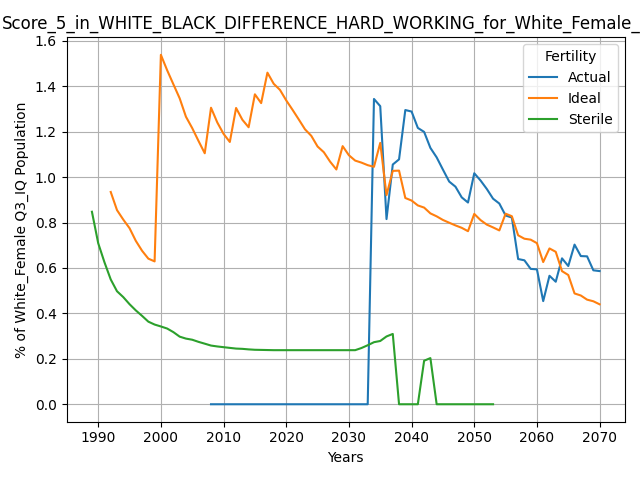 Score_5_in_WHITE_BLACK_DIFFERENCE_HARD_WORKING_for_White_Female_
Fertility
Actual
Ideal
Sterile
% of White_Female Q3_IQ Population
1.6
1.4
1.2
1.0
0.8
0.6
0.4
0.2
0.0
1990 2000 2010 2020 2030 2040 2050 2060 2070
Years